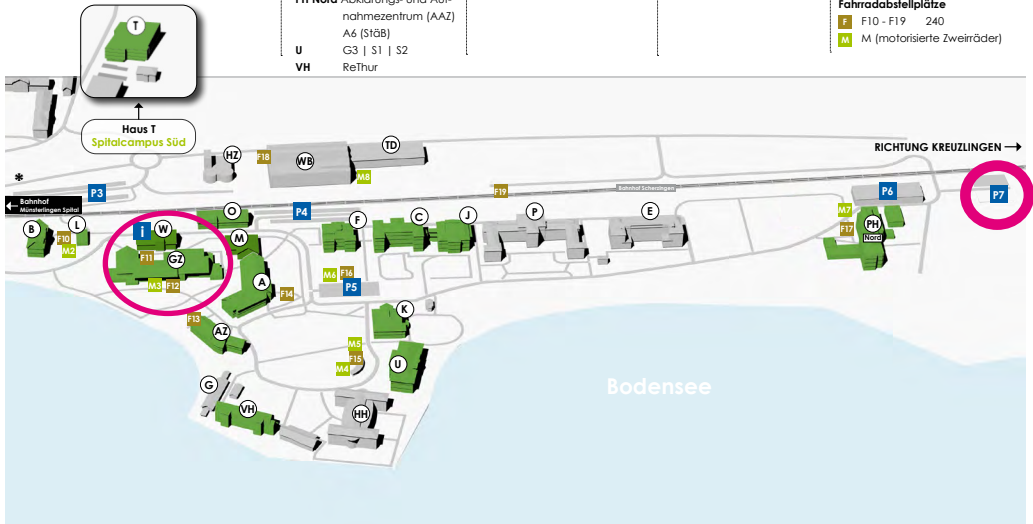 PH Nord Abklärungs- und Auf-
nahmezentrum (AAZ)
A6 (StäB)
U G3 | S1 | S2
VH ReThur
Fahrradabstellplätze
F F10 - F19 240
M M (motorisierte Zweiräder)
T
Haus T
Spitalcampus Süd
HZ
F18
WB
TD
M8
RICHTUNG KREUZLINGEN
*
P3
Bahnhof
Münsterlingen Spital
F19
Bahnhof Scherzingen
P6
P7
B
F10
L
M2
O
P4
i
W
M
F
C
J
P
E
M7
F17
PH
Nord
F11
GZ
M3
F12
A
F14
M6
F16
P5
F13
AZ
K
M5
F15
M4
U
G
VH
HH
Bodensee